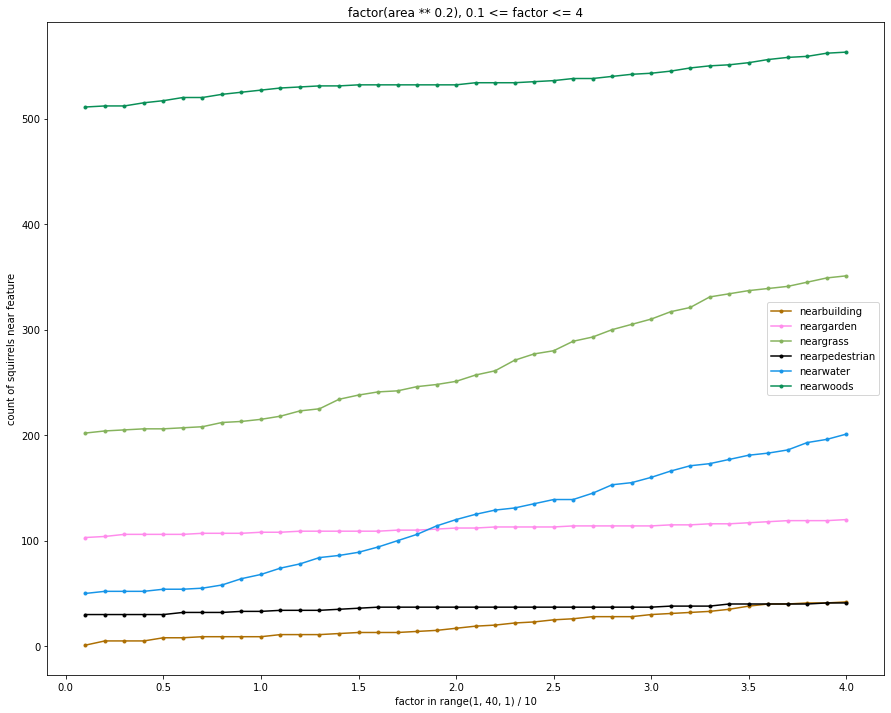 factor(area ** 0.2), 0.1 <= factor <= 4
count of squirrels near feature
500
400
300
200
100
0
nearbuilding
neargarden
neargrass
nearpedestrian
nearwater
nearwoods
0.0 0.5 1.0 1.5 2.0 2.5 3.0 3.5 4.0
factor in range(1, 40, 1) / 10